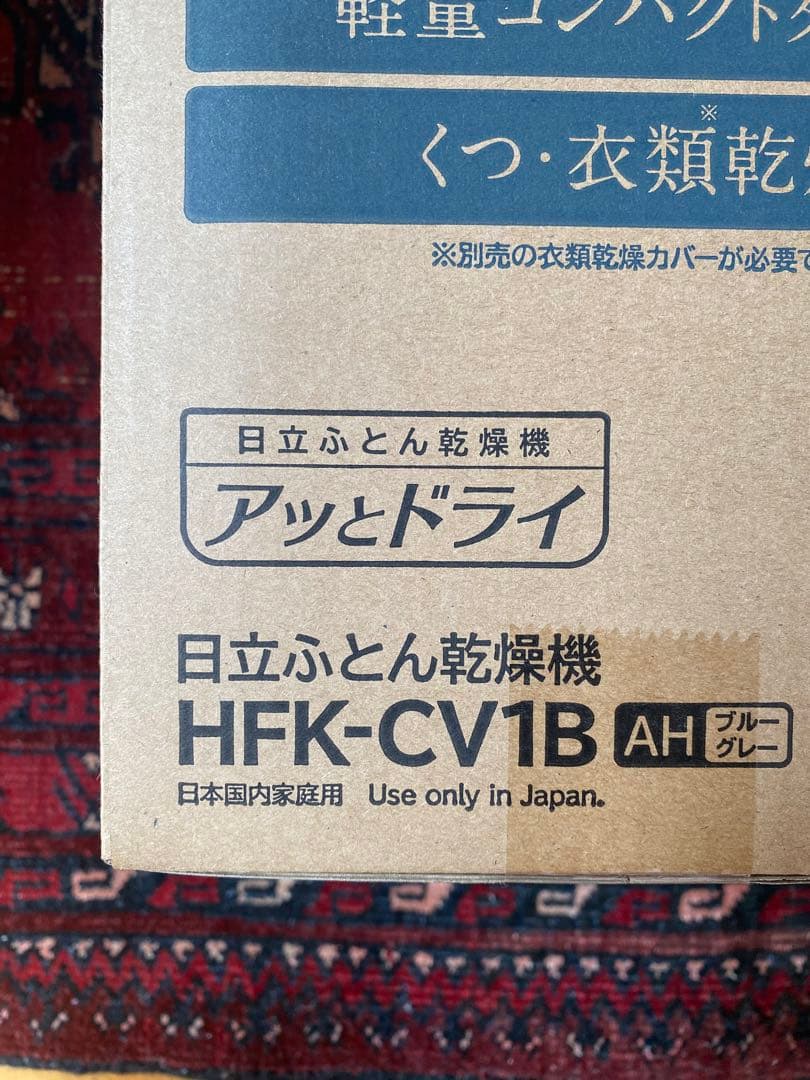 軽量コンパクト
※
くつ・衣類乾
※別売の衣類乾燥カバーが必要で
日立ふとん乾燥機
アッとドライ
日立ふとん乾燥機
HFK-CV1B AH ブルー
グレー
日本国内家庭用 Use only in Japan.